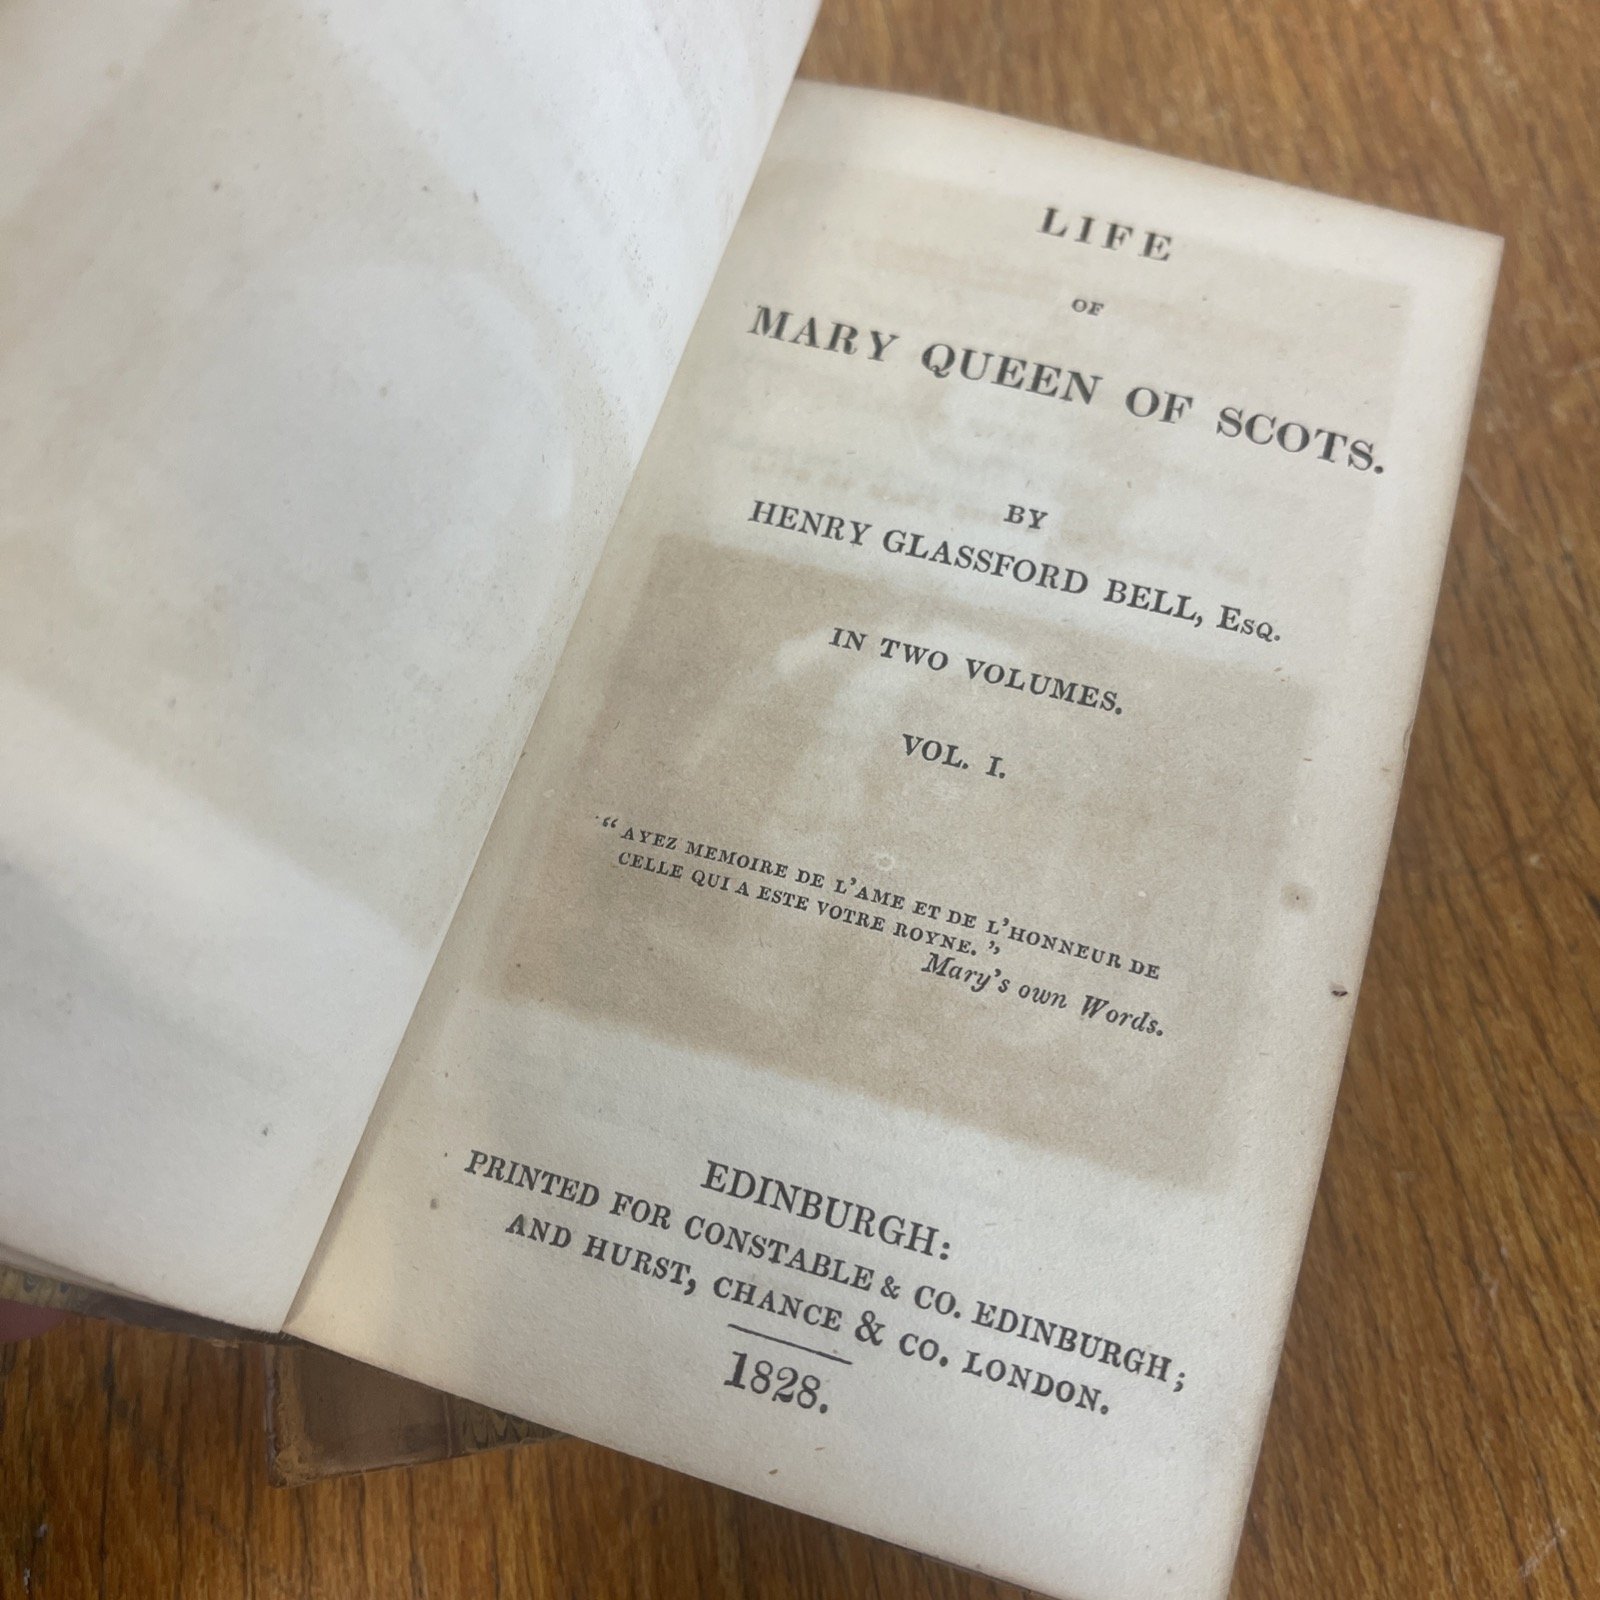 LIFE
OF
MARY QUEEN OF SCOTS.
BY
HENRY GLASSFORD BELL, ESQ.
IN TWO VOLUMES.
VOL. I.
"AYEZ MEMOIRE DE L'AME ET DE L'HONNEUR DE
CELLE QUI A ESTE VOTRE ROYNE."
Mary's own Words.
EDINBURGH:
PRINTED FOR CONSTABLE & CO. EDINBURGH;
AND HURST, CHANCE & CO. LONDON.
1828.